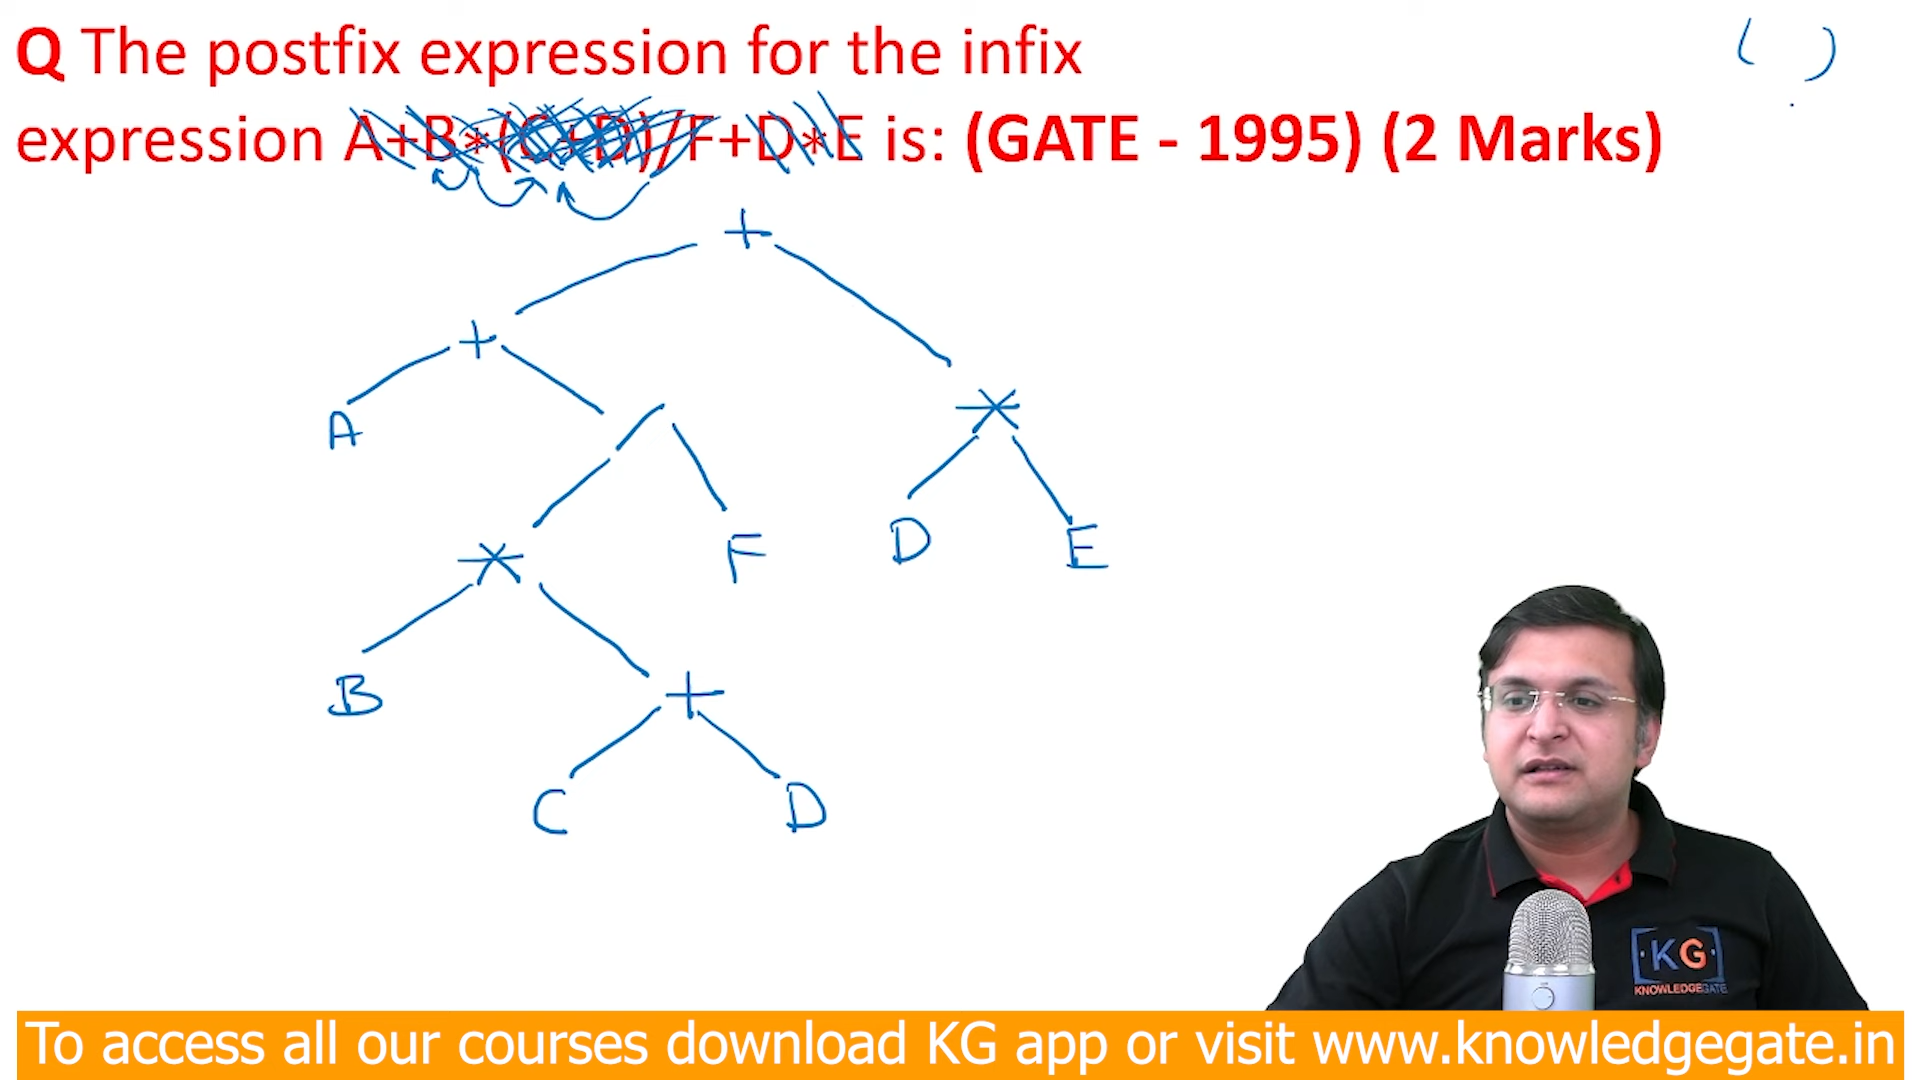 Q The postfix expression for the infix
( )
expression A+B*(C+D)/F+D*E is: (GATE - 1995) (2 Marks)
+
+
A
/
*
*
F
D
E
B
+
C
D
KG
KNOWLEDGEGATE
To access all our courses download KG app or visit www.knowledgegate.in